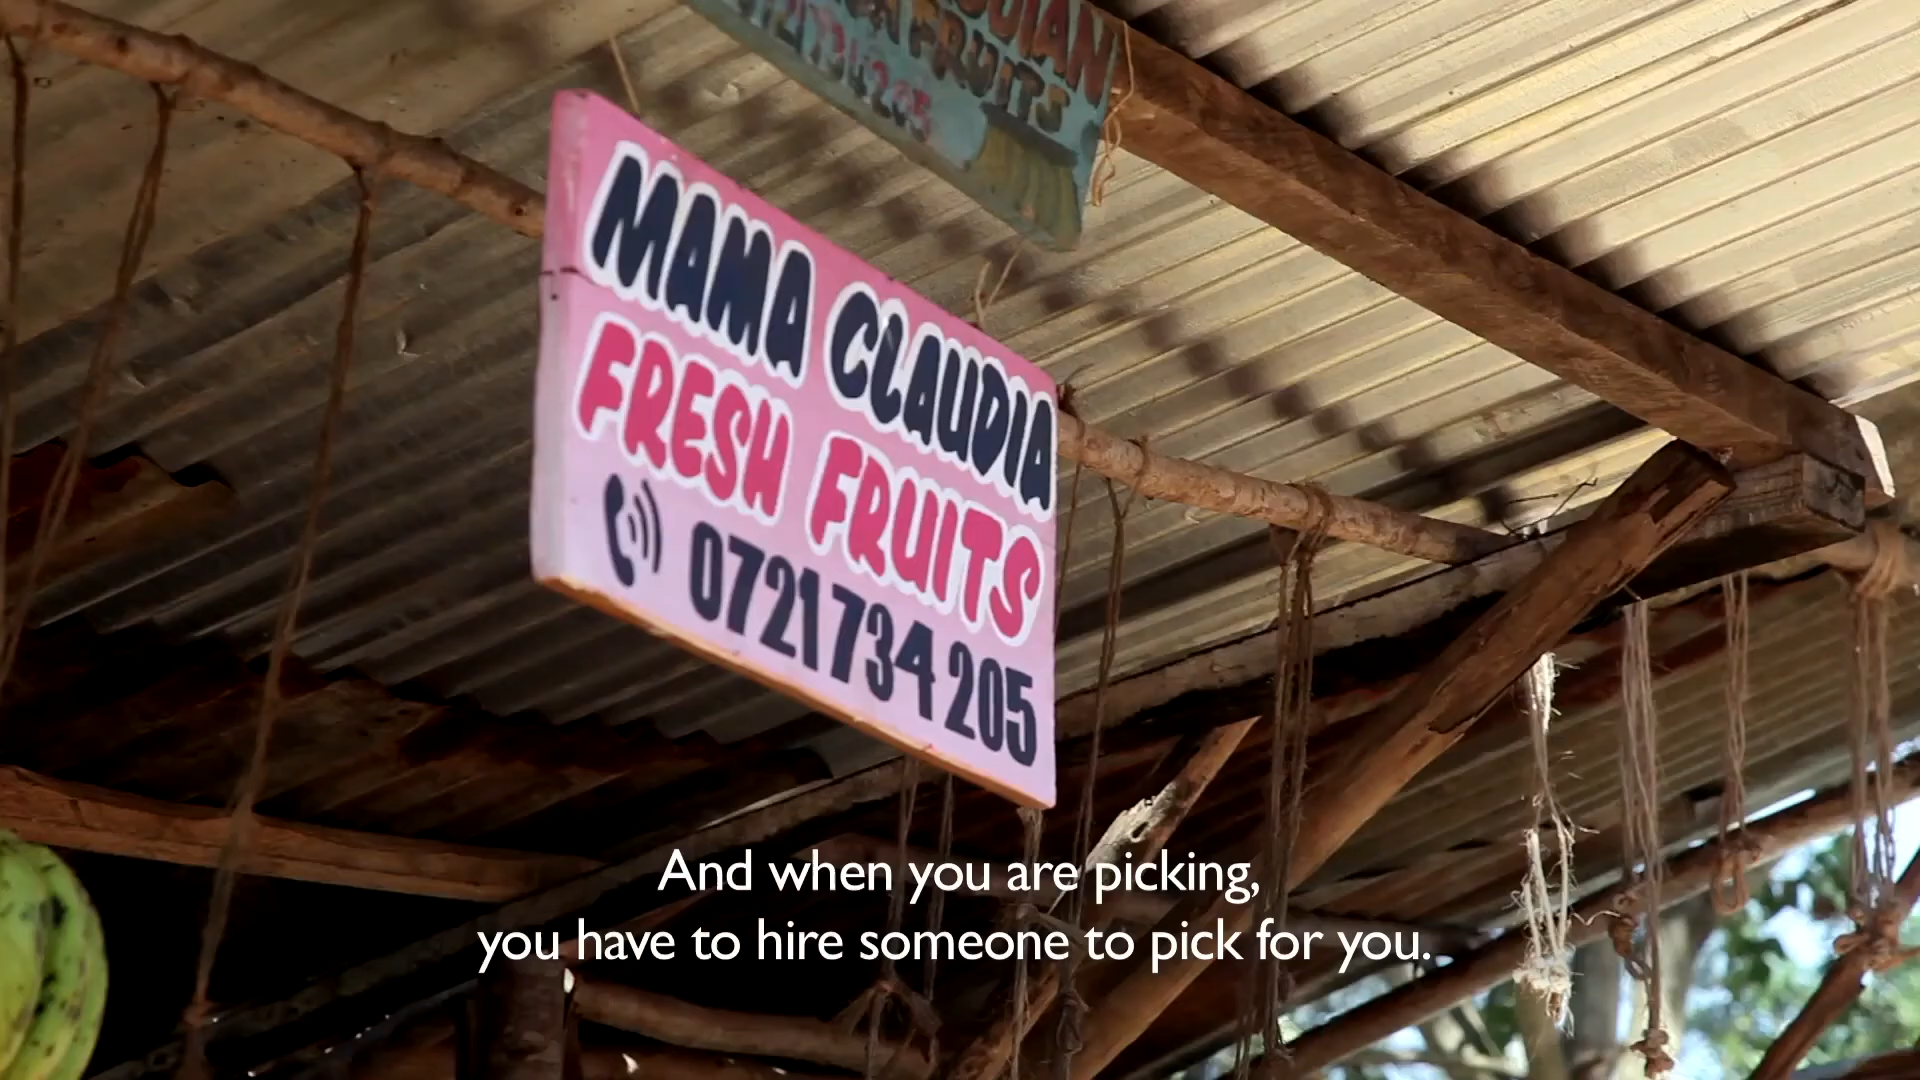 FRUITS
MAMA CLAUDIA
FRESH FRUITS
0721734205
And when you are picking,
you have to hire someone to pick for you.